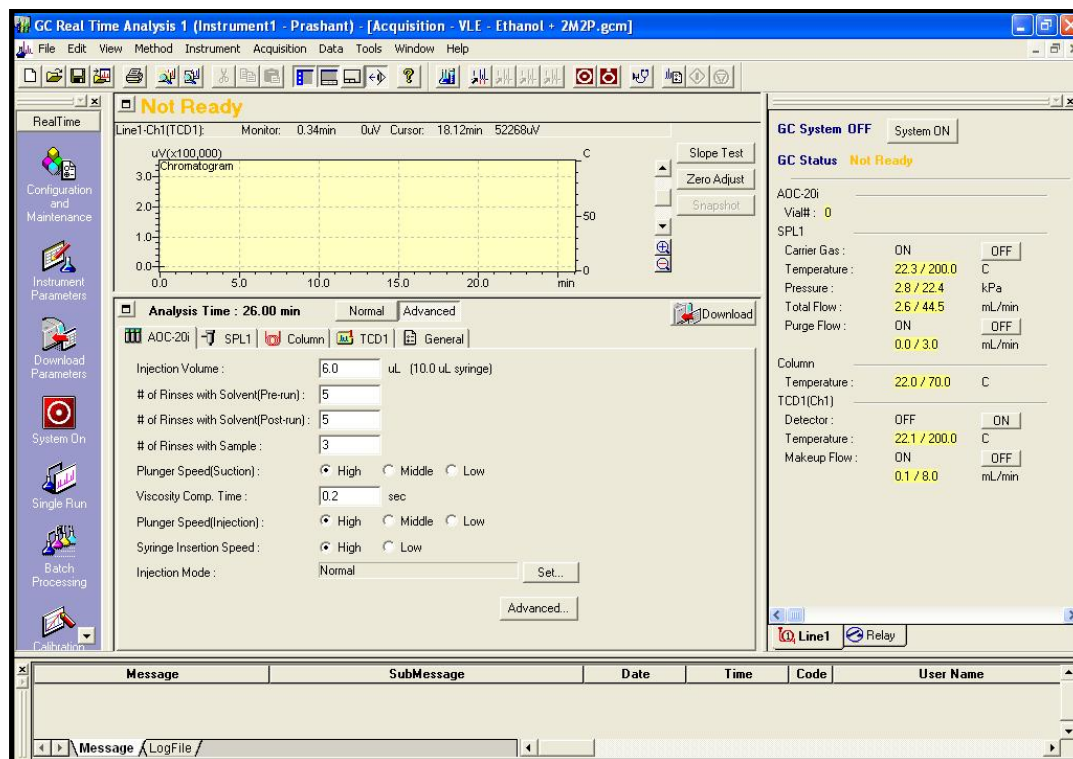 GC Real Time Analysis 1 (Instrument1 - Prashant) - [Acquisition - VLE - Ethanol + 2M2P.gcm]
File Edit View Method Instrument Acquisition Data Tools Window Help
RealTime
Configuration
and
Maintenance
Instrument
Parameters
Download
Parameters
System On
Single Run
Batch
Processing
Calibration
Not Ready
Line1-Ch1(TCD1): Monitor: 0.34min 0uV Cursor: 18.12min 52268uV
uV(x100,000)
Chromatogram
C
3.0
2.0
1.0
0.0
50
0
0.0 5.0 10.0 15.0 20.0 min
Slope Test
Zero Adjust
Snapshot
Analysis Time : 26.00 min Normal Advanced Download
AOC-20i SPL1 Column TCD1 General
Injection Volume : 6.0 uL (10.0 uL syringe)
# of Rinses with Solvent(Pre-run) : 5
# of Rinses with Solvent(Post-run) : 5
# of Rinses with Sample : 3
Plunger Speed(Suction) : High Middle Low
Viscosity Comp. Time : 0.2 sec
Plunger Speed(Injection) : High Middle Low
Syringe Insertion Speed : High Low
Injection Mode : Normal Set...
Advanced...
GC System OFF System ON
GC Status Not Ready
AOC-20i
Vial# : 0
SPL1
Carrier Gas : ON OFF
Temperature : 22.3 / 200.0 C
Pressure : 2.8 / 22.4 kPa
Total Flow : 2.6 / 44.5 mL/min
Purge Flow : ON OFF
0.0 / 3.0 mL/min
Column
Temperature : 22.0 / 70.0 C
TCD1(Ch1)
Detector : OFF ON
Temperature : 22.1 / 200.0 C
Makeup Flow : ON OFF
0.1 / 8.0 mL/min
Line1 Relay
Message SubMessage Date Time Code User Name
Message LogFile